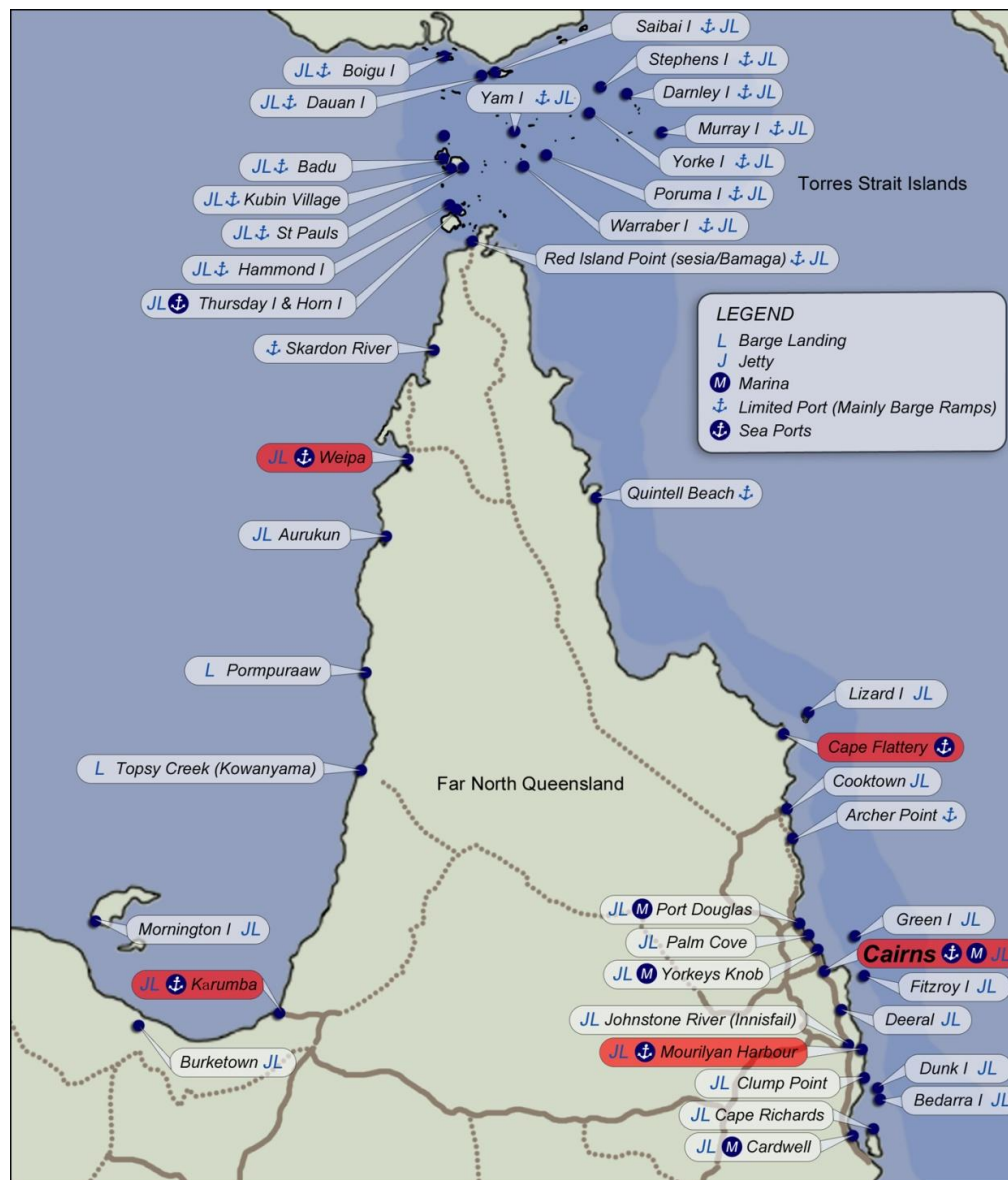 Saibai I JL
JL Boigu I
Stephens I JL
JL Dauan I
Yam I JL
Darnley I JL
Murray I JL
JL Badu
Yorke I JL
Torres Strait Islands
JL Kubin Village
Poruma I JL
JL St Pauls
Warraber I JL
JL Hammond I
Red Island Point (sesia/Bamaga) JL
JL Thursday I & Horn I
LEGEND
L Barge Landing
J Jetty
M Marina
Limited Port (Mainly Barge Ramps)
Sea Ports
Skardon River
JL Weipa
Quintell Beach
JL Aurukun
L Pormpuraaw
Lizard I JL
Cape Flattery
L Topsy Creek (Kowanyama)
Far North Queensland
Cooktown JL
Archer Point
JL M Port Douglas
Mornington I JL
Green I JL
JL Palm Cove
Cairns M JL
JL M Yorkeys Knob
JL Karumba
Fitzroy I JL
JL Johnstone River (Innisfail)
Deeral JL
JL Mourilyan Harbour
Burketown JL
Dunk I JL
JL Clump Point
Bedarra I JL
JL Cape Richards
JL M Cardwell